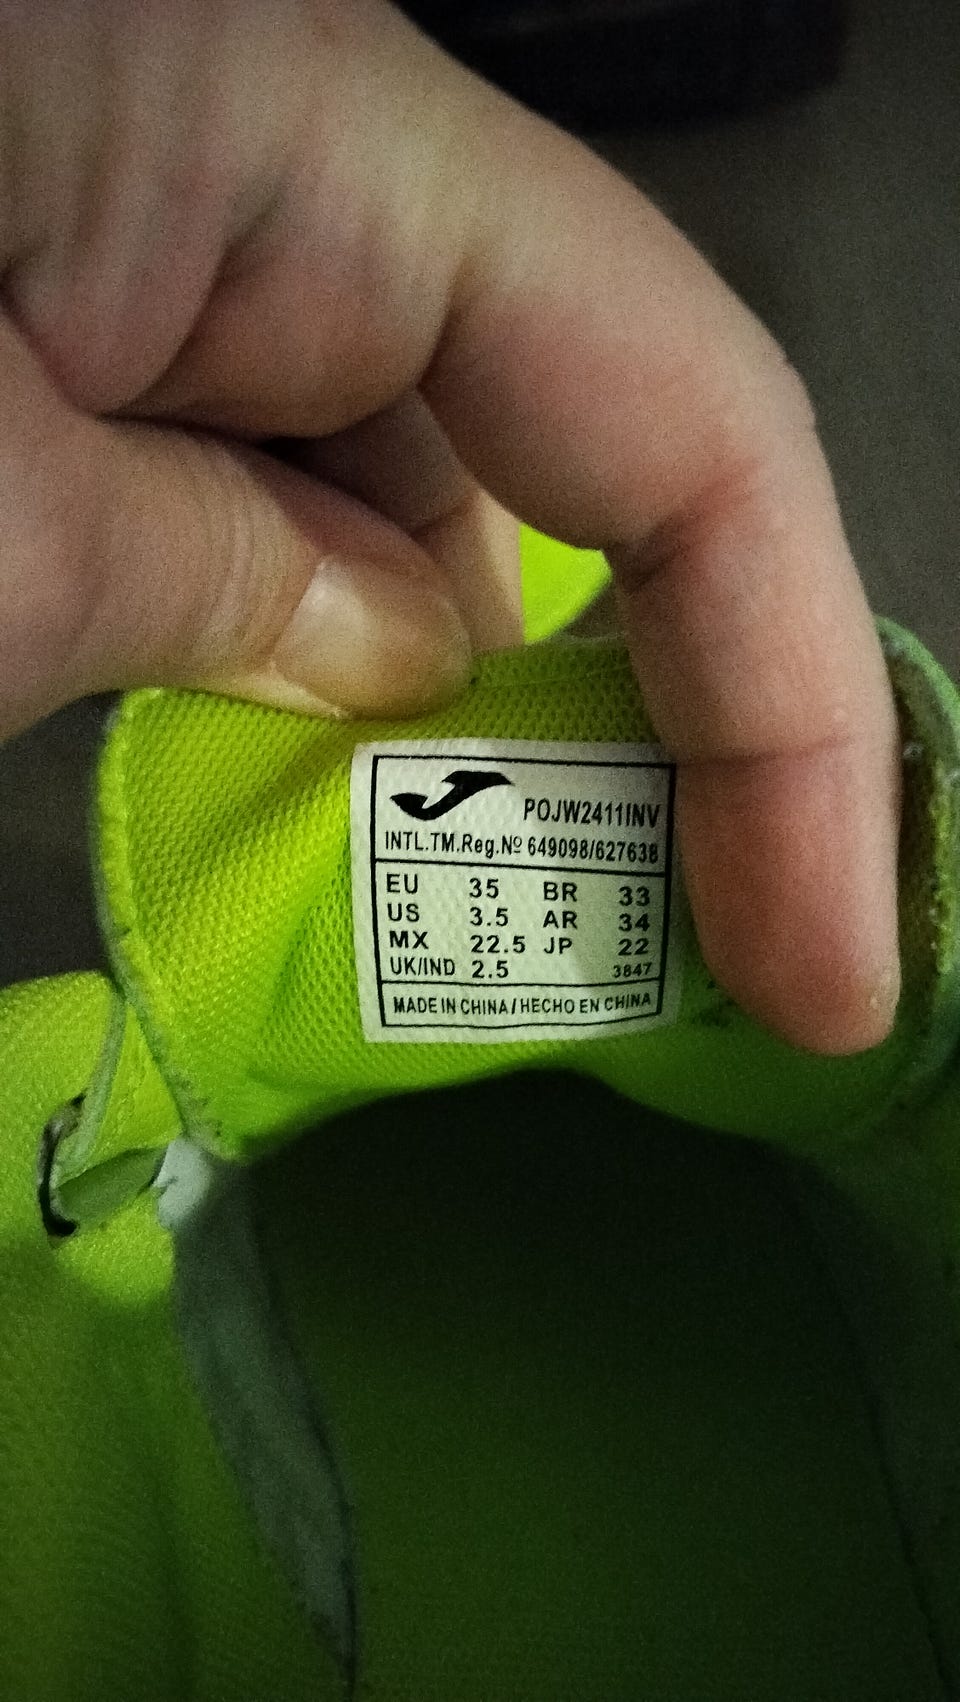 POJW2411INV
INTL.TM.Reg.Nº 649098/627638
EU 35 BR 33
US 3.5 AR 34
MX 22.5 JP 22
UK/IND 2.5 3847
MADE IN CHINA / HECHO EN CHINA